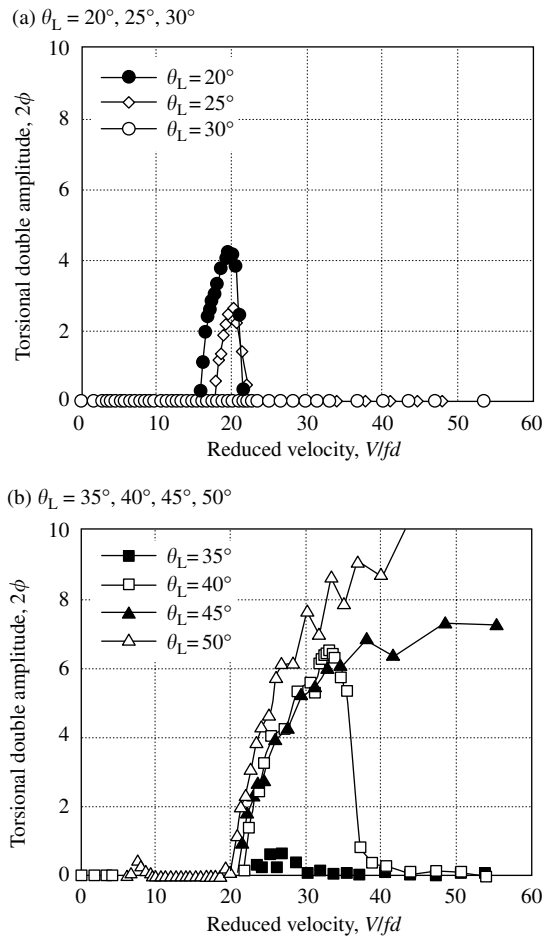 (a) θL = 20°, 25°, 30°
10
8
6
4
2
0
Torsional double amplitude, 2ϕ
θL = 20°
θL = 25°
θL = 30°
0 10 20 30 40 50 60
Reduced velocity, V/fd
(b) θL = 35°, 40°, 45°, 50°
10
8
6
4
2
0
Torsional double amplitude, 2ϕ
θL = 35°
θL = 40°
θL = 45°
θL = 50°
0 10 20 30 40 50 60
Reduced velocity, V/fd